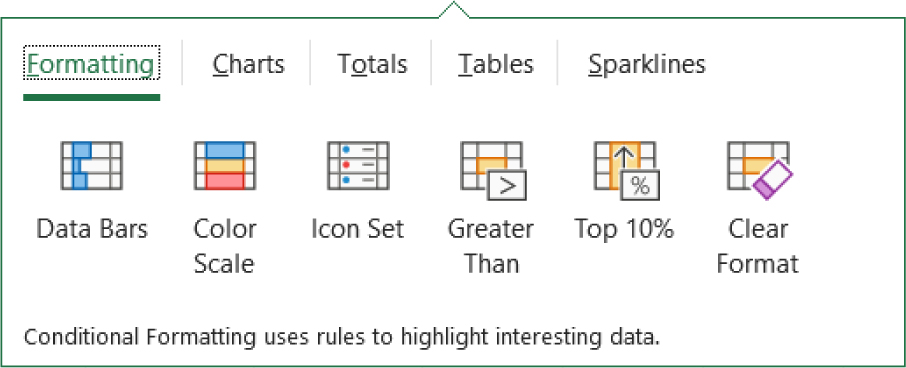 Formatting Charts Totals Tables Sparklines
> %
Data Bars Color Scale Icon Set Greater Than Top 10% Clear Format
Conditional Formatting uses rules to highlight interesting data.